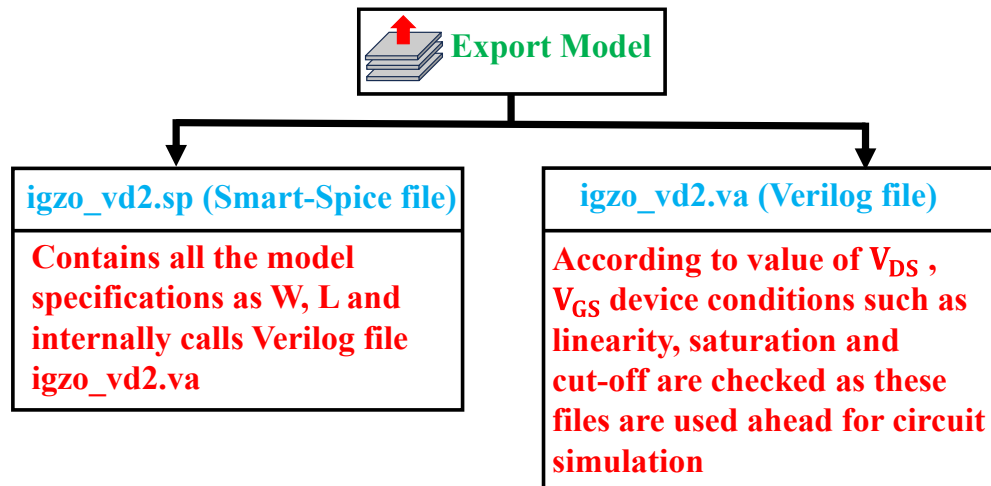 Export Model
igzo_vd2.sp (Smart-Spice file)
Contains all the model
specifications as W, L and
internally calls Verilog file
igzo_vd2.va
igzo_vd2.va (Verilog file)
According to value of V_DS ,
V_GS device conditions such as
linearity, saturation and
cut-off are checked as these
files are used ahead for circuit
simulation